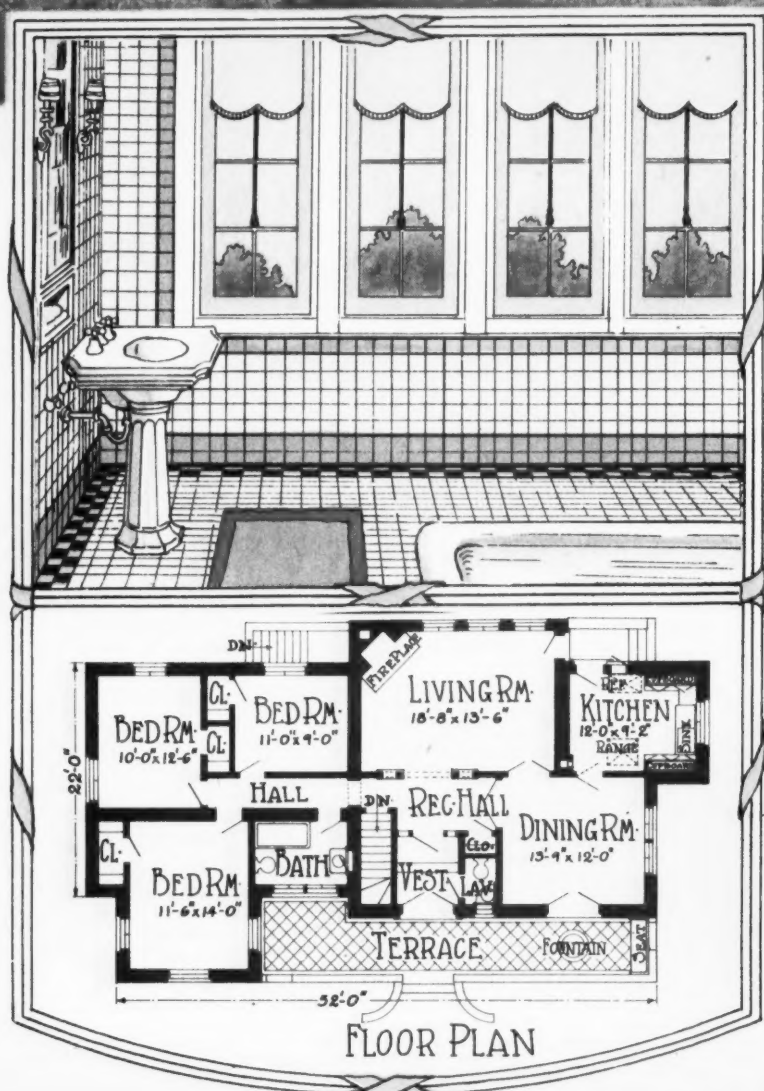 DN.
FIREPLACE
LIVING RM.
18'-8" x 13'-6"
REF.
CUPBOARD
KITCHEN
12'-0" x 9'-2"
SINK
RANGE
CUPBOARD
CL.
BED RM.
11'-0" x 9'-0"
BED RM.
10'-0" x 12'-6"
CL.
22'-0"
HALL
DN.
REC. HALL
DINING RM.
13'-9" x 12'-0"
CL.
BED RM.
11'-6" x 14'-0"
BATH
VEST.
CLO.
LAV.
TERRACE
FOUNTAIN
SEAT
52'-0"
FLOOR PLAN